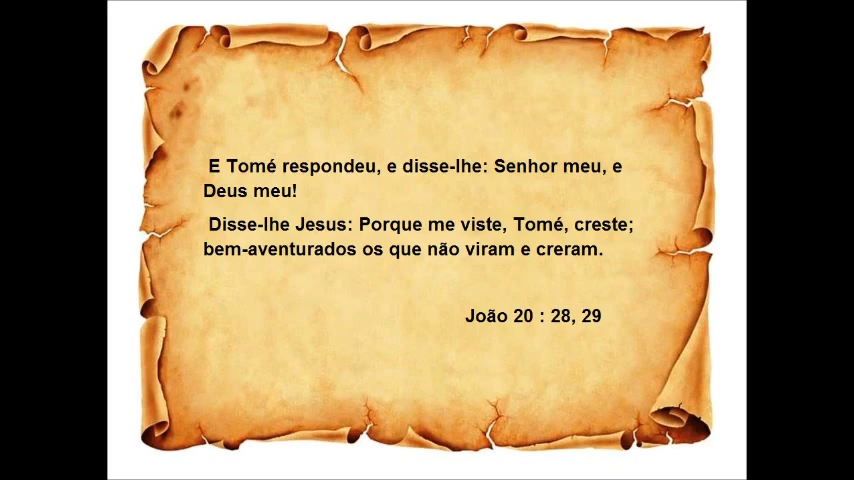 E Tomé respondeu, e disse-lhe: Senhor meu, e
Deus meu!
Disse-lhe Jesus: Porque me viste, Tomé, creste;
bem-aventurados os que não viram e creram.
João 20 : 28, 29